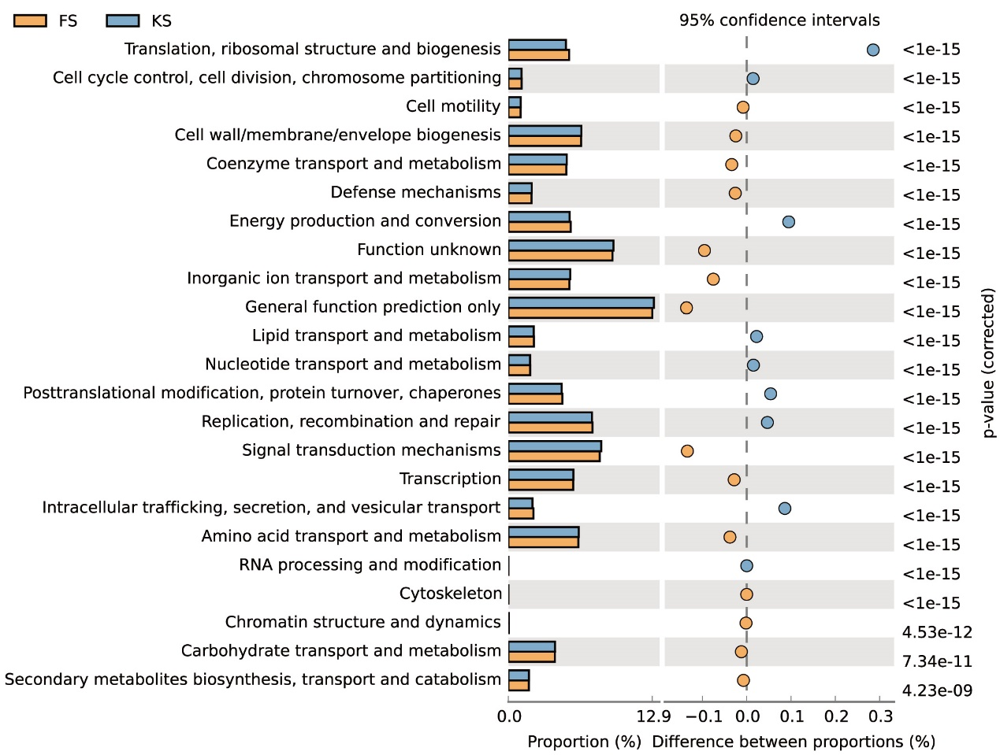 FS KS 95% confidence intervals
Translation, ribosomal structure and biogenesis <1e-15
Cell cycle control, cell division, chromosome partitioning <1e-15
Cell motility <1e-15
Cell wall/membrane/envelope biogenesis <1e-15
Coenzyme transport and metabolism <1e-15
Defense mechanisms <1e-15
Energy production and conversion <1e-15
Function unknown <1e-15
Inorganic ion transport and metabolism <1e-15
General function prediction only <1e-15
Lipid transport and metabolism <1e-15
Nucleotide transport and metabolism <1e-15
Posttranslational modification, protein turnover, chaperones <1e-15
Replication, recombination and repair <1e-15
Signal transduction mechanisms <1e-15
Transcription <1e-15
Intracellular trafficking, secretion, and vesicular transport <1e-15
Amino acid transport and metabolism <1e-15
RNA processing and modification <1e-15
Cytoskeleton <1e-15
Chromatin structure and dynamics 4.53e-12
Carbohydrate transport and metabolism 7.34e-11
Secondary metabolites biosynthesis, transport and catabolism 4.23e-09
p-value (corrected)
0.0 12.9 −0.1 0.0 0.1 0.2 0.3
Proportion (%) Difference between proportions (%)